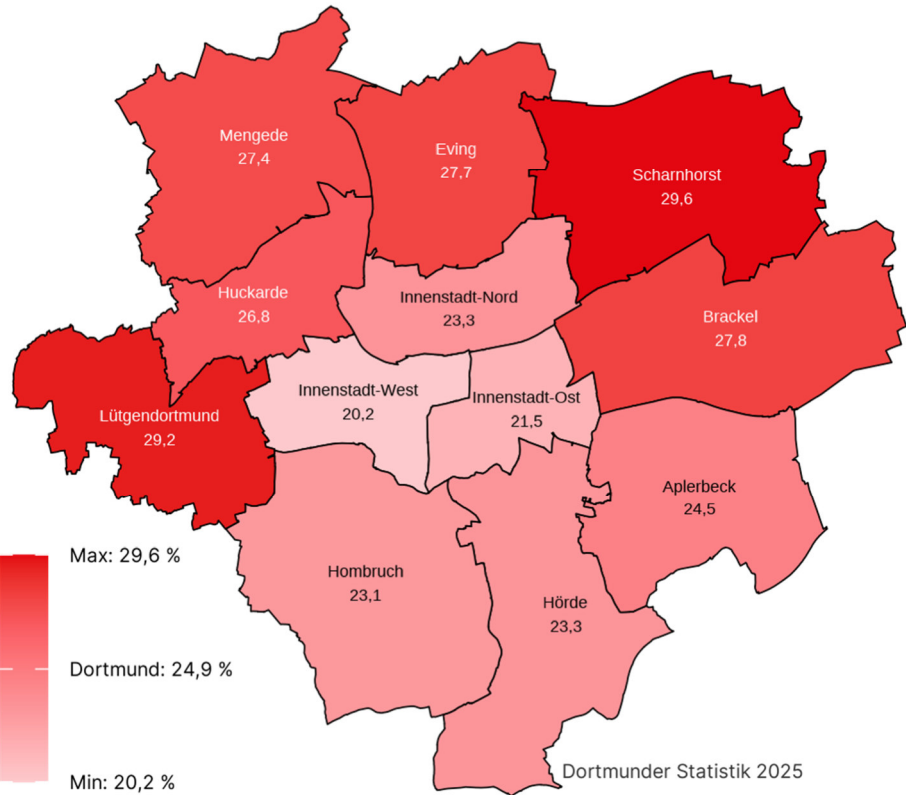 Mengede
27,4
Eving
27,7
Scharnhorst
29,6
Huckarde
26,8
Innenstadt-Nord
23,3
Brackel
27,8
Lütgendortmund
29,2
Innenstadt-West
20,2
Innenstadt-Ost
21,5
Aplerbeck
24,5
Hombruch
23,1
Hörde
23,3
Max: 29,6 %
Dortmund: 24,9 %
Min: 20,2 %
Dortmunder Statistik 2025